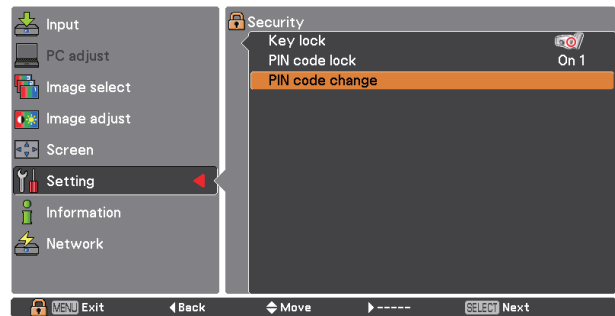 Input
PC adjust
Image select
Image adjust
Screen
Setting
Information
Network
Security
Key lock
PIN code lock On 1
PIN code change
MENU Exit Back Move ----- SELECT Next